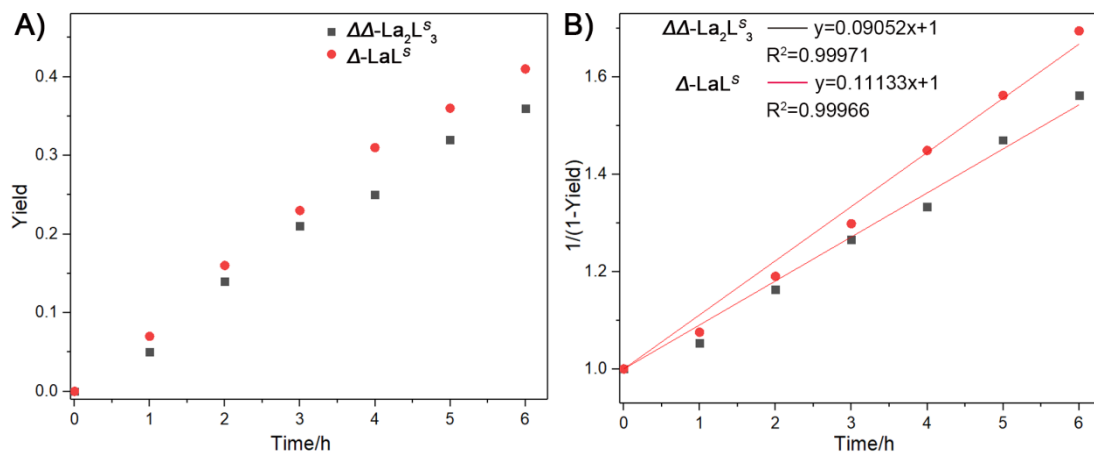 A)
ΔΔ-La₂Lˢ₃
Δ-LaLˢ
Yield
0.4
0.3
0.2
0.1
0.0
0 1 2 3 4 5 6
Time/h
B)
ΔΔ-La₂Lˢ₃ y=0.09052x+1
R²=0.99971
Δ-LaLˢ y=0.11133x+1
R²=0.99966
1/(1-Yield)
1.6
1.4
1.2
1.0
0 1 2 3 4 5 6
Time/h